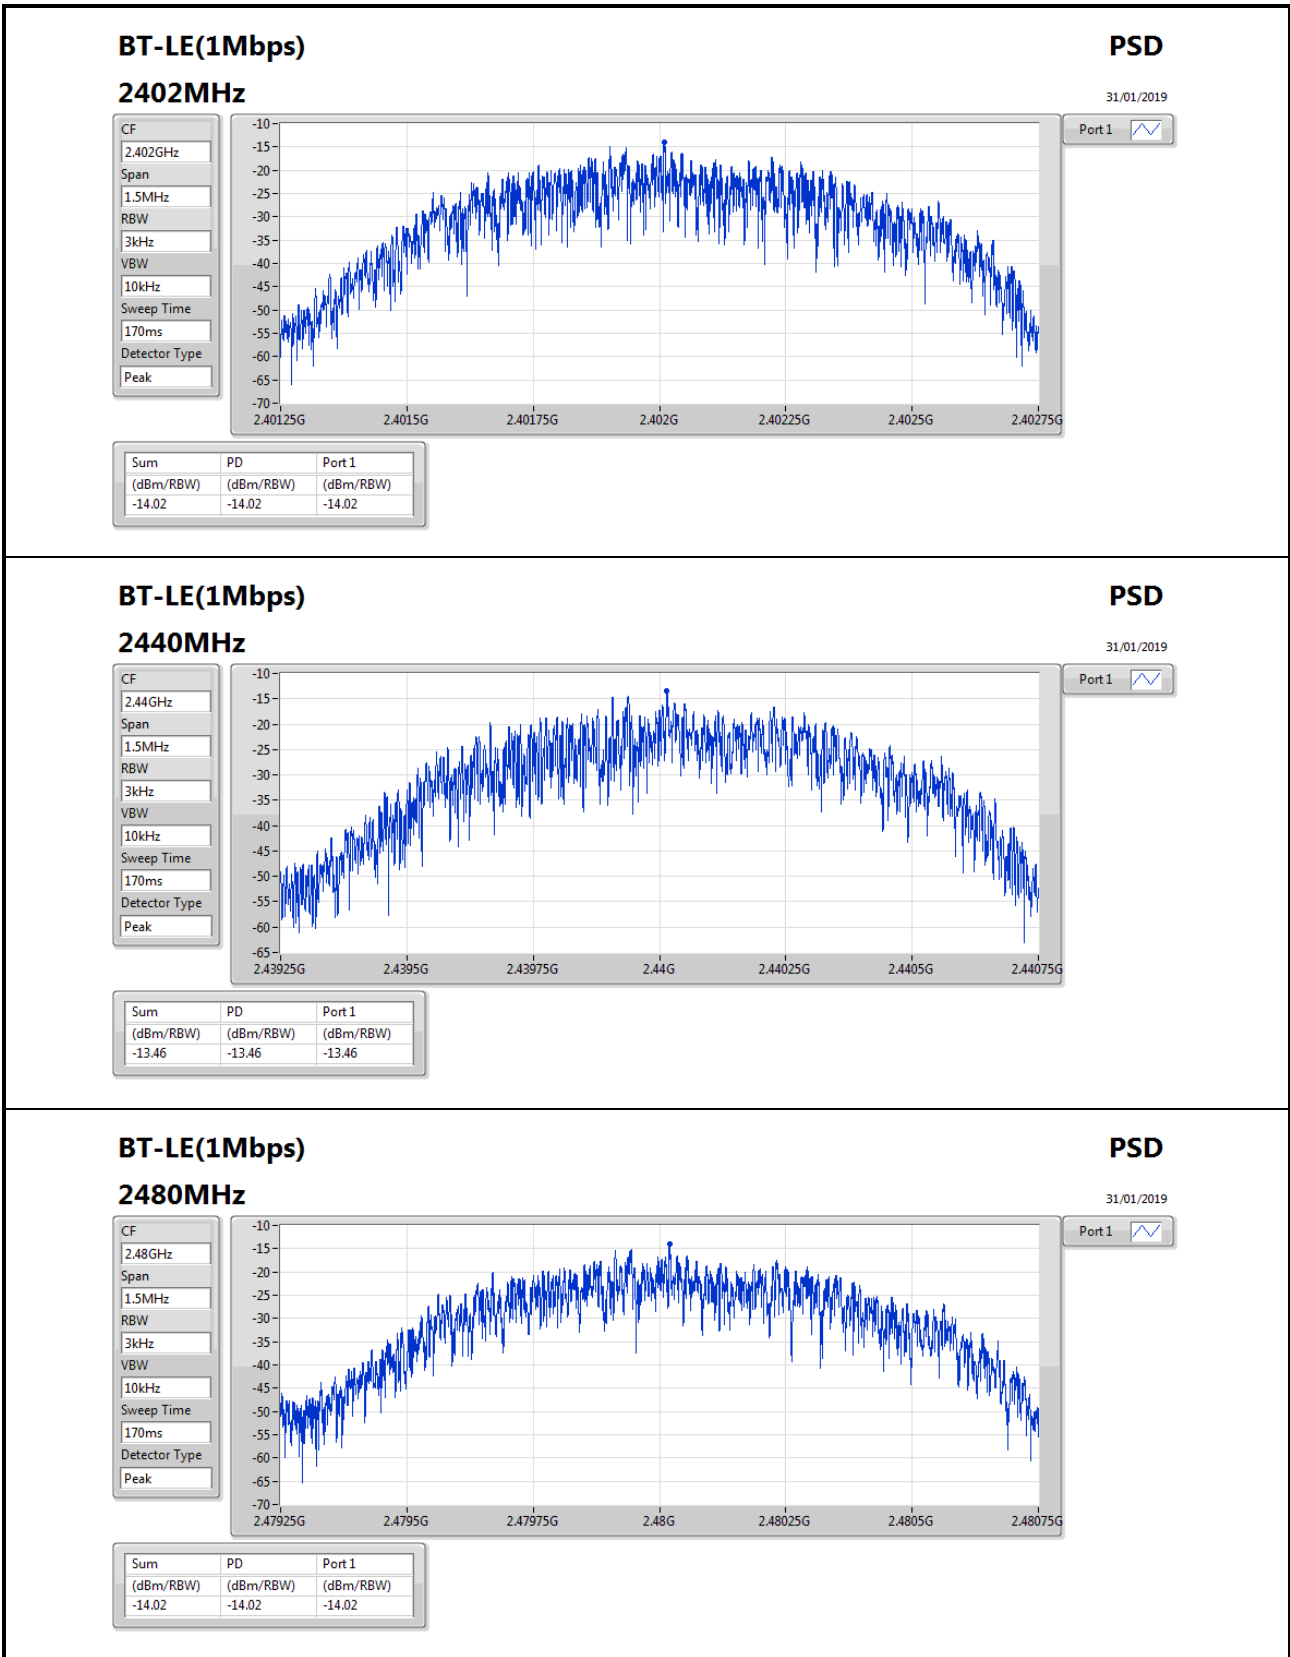 BT-LE(1Mbps)
PSD
2402MHz
31/01/2019
CF
2.402GHz
Span
1.5MHz
RBW
3kHz
VBW
10kHz
Sweep Time
170ms
Detector Type
Peak
-10
-15
-20
-25
-30
-35
-40
-45
-50
-55
-60
-65
-70
2.40125G 2.4015G 2.40175G 2.402G 2.40225G 2.4025G 2.40275G
Port 1
Sum PD Port 1
(dBm/RBW) (dBm/RBW) (dBm/RBW)
-14.02 -14.02 -14.02
BT-LE(1Mbps)
PSD
2440MHz
31/01/2019
CF
2.44GHz
Span
1.5MHz
RBW
3kHz
VBW
10kHz
Sweep Time
170ms
Detector Type
Peak
-10
-15
-20
-25
-30
-35
-40
-45
-50
-55
-60
-65
2.43925G 2.4395G 2.43975G 2.44G 2.44025G 2.4405G 2.44075G
Port 1
Sum PD Port 1
(dBm/RBW) (dBm/RBW) (dBm/RBW)
-13.46 -13.46 -13.46
BT-LE(1Mbps)
PSD
2480MHz
31/01/2019
CF
2.48GHz
Span
1.5MHz
RBW
3kHz
VBW
10kHz
Sweep Time
170ms
Detector Type
Peak
-10
-15
-20
-25
-30
-35
-40
-45
-50
-55
-60
-65
-70
2.47925G 2.4795G 2.47975G 2.48G 2.48025G 2.4805G 2.48075G
Port 1
Sum PD Port 1
(dBm/RBW) (dBm/RBW) (dBm/RBW)
-14.02 -14.02 -14.02